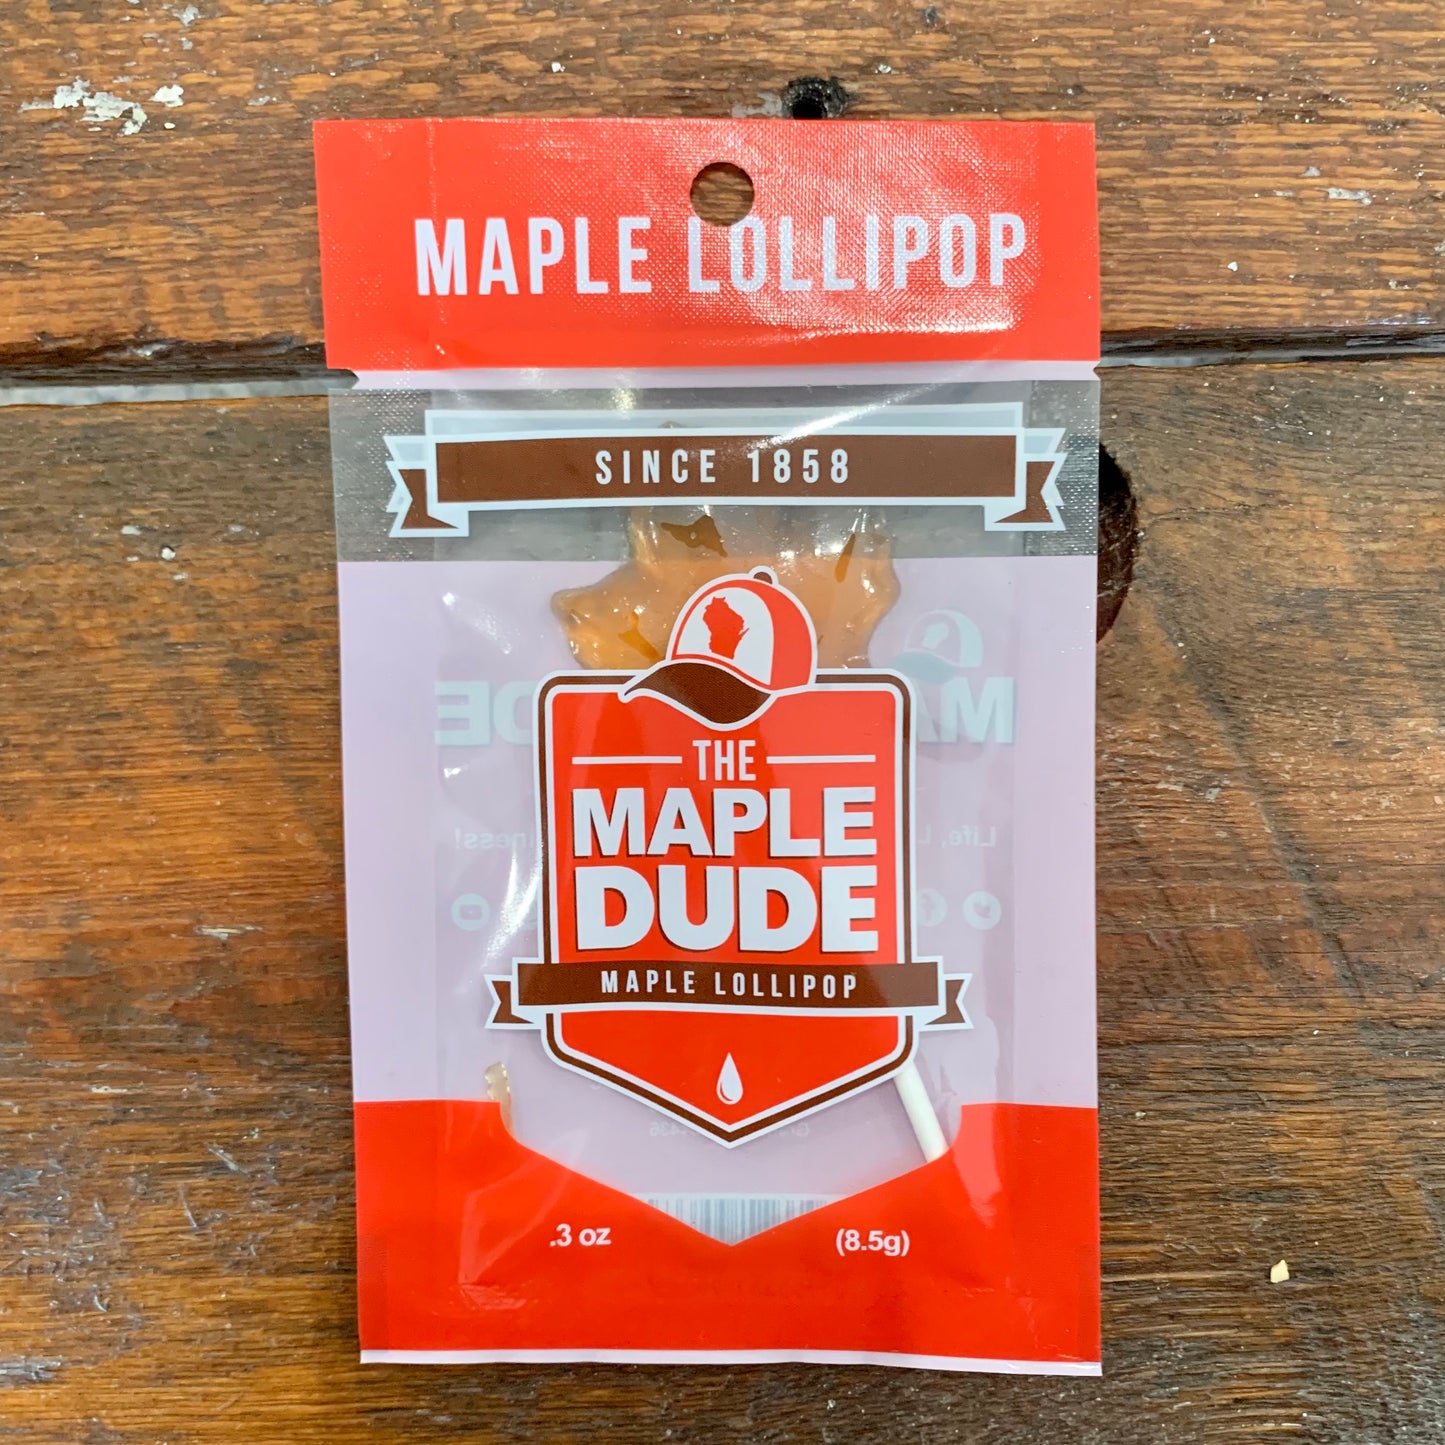 MAPLE LOLLIPOP
SINCE 1858
THE
MAPLE
DUDE
MAPLE LOLLIPOP
.3 oz (8.5g)